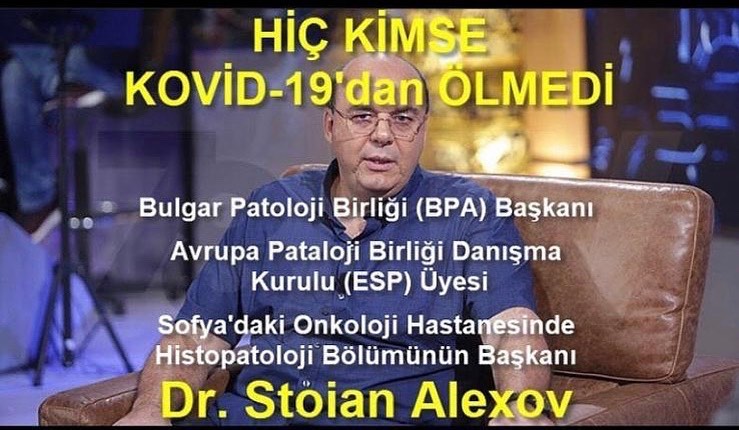 HİÇ KİMSE
KOVİD-19'dan ÖLMEDİ
Bulgar Patoloji Birliği (BPA) Başkanı
Avrupa Pataloji Birliği Danışma
Kurulu (ESP) Üyesi
Sofya'daki Onkoloji Hastanesinde
Histopatoloji Bölümünün Başkanı
Dr. Stoian Alexov